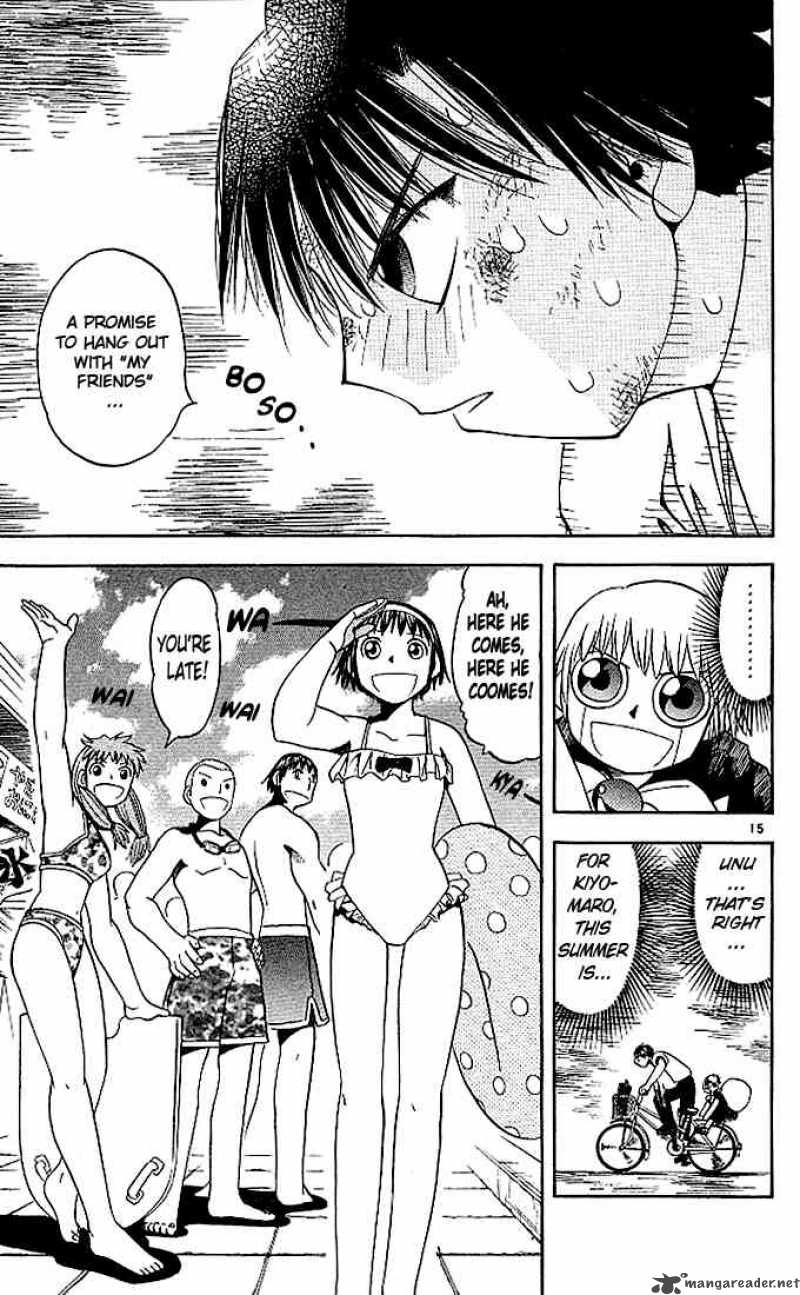 A PROMISE
TO HANG OUT
WITH "MY
FRIENDS"
...
BO
SO..
.........
UNU
...
THAT'S
RIGHT
...
FOR
KIYO-
MARO,
THIS
SUMMER
IS...
15
AH,
HERE HE
COMES,
HERE HE
COOMES!
WA
YOU'RE
LATE!
WAI
WAI
KYA
水
mangareader.net